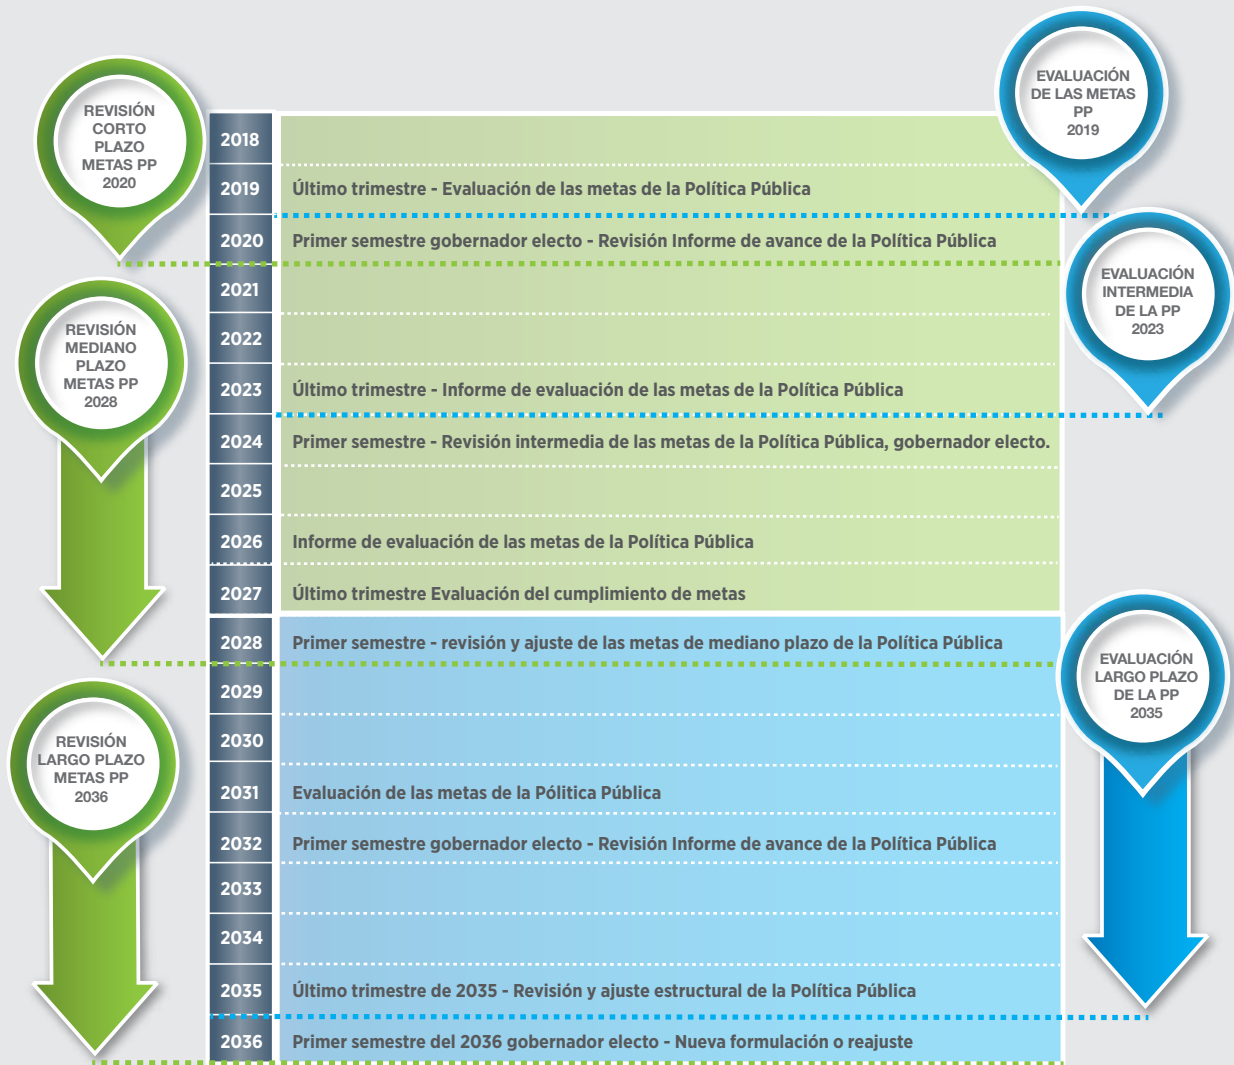 REVISIÓN
CORTO
PLAZO
METAS PP
2020
REVISIÓN
MEDIANO
PLAZO
METAS PP
2028
REVISIÓN
LARGO PLAZO
METAS PP
2036
2018
2019 Último trimestre - Evaluación de las metas de la Política Pública
2020 Primer semestre gobernador electo - Revisión Informe de avance de la Política Pública
2021
2022
2023 Último trimestre - Informe de evaluación de las metas de la Política Pública
2024 Primer semestre - Revisión intermedia de las metas de la Política Pública, gobernador electo.
2025
2026 Informe de evaluación de las metas de la Política Pública
2027 Último trimestre Evaluación del cumplimiento de metas
2028 Primer semestre - revisión y ajuste de las metas de mediano plazo de la Política Pública
2029
2030
2031 Evaluación de las metas de la Pólitica Pública
2032 Primer semestre gobernador electo - Revisión Informe de avance de la Política Pública
2033
2034
2035 Último trimestre de 2035 - Revisión y ajuste estructural de la Política Pública
2036 Primer semestre del 2036 gobernador electo - Nueva formulación o reajuste
EVALUACIÓN
DE LAS METAS
PP
2019
EVALUACIÓN
INTERMEDIA
DE LA PP
2023
EVALUACIÓN
LARGO PLAZO
DE LA PP
2035